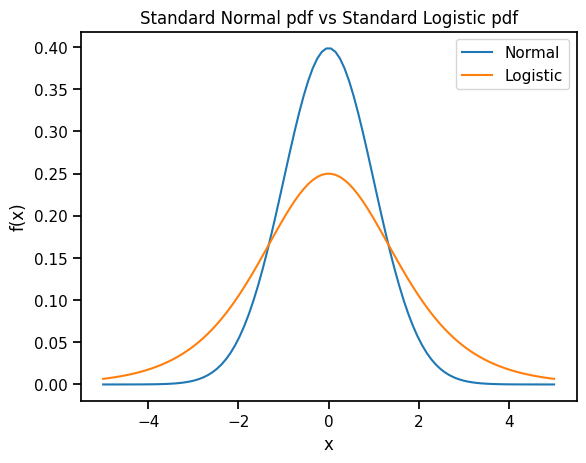 Standard Normal pdf vs Standard Logistic pdf
Normal
Logistic
f(x)
0.40
0.35
0.30
0.25
0.20
0.15
0.10
0.05
0.00
−4 −2 0 2 4
x